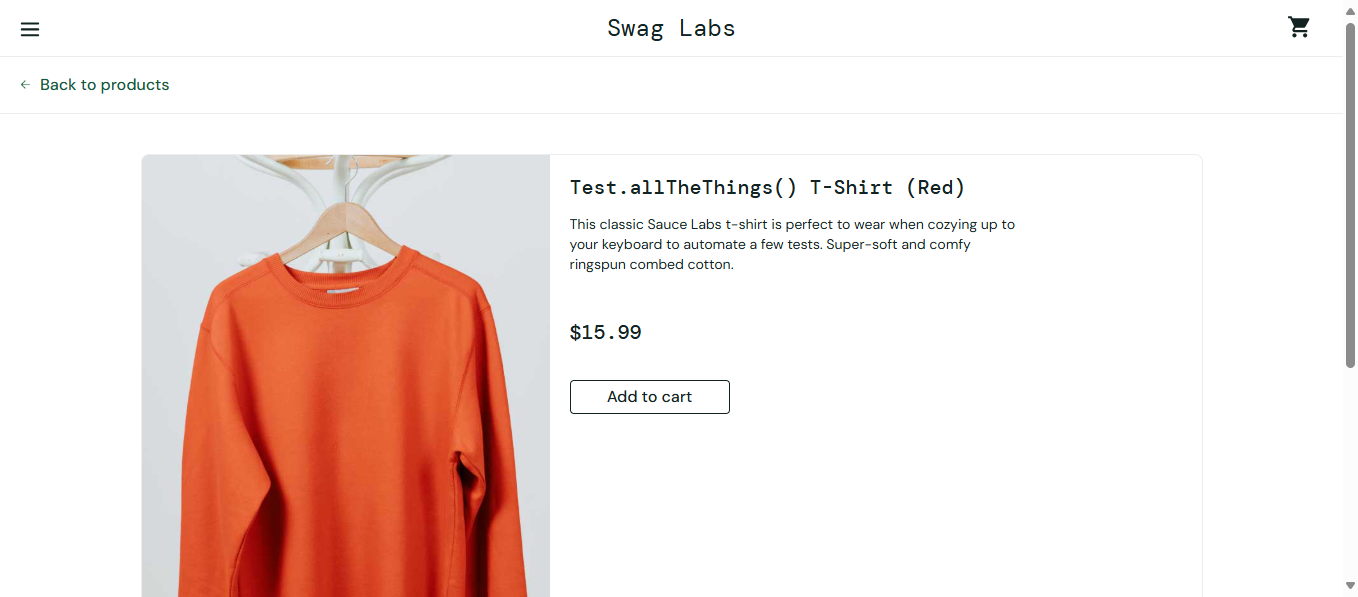 Swag Labs
Back to products
Test.allTheThings() T-Shirt (Red)
This classic Sauce Labs t-shirt is perfect to wear when cozying up to
your keyboard to automate a few tests. Super-soft and comfy
ringspun combed cotton.
$15.99
Add to cart